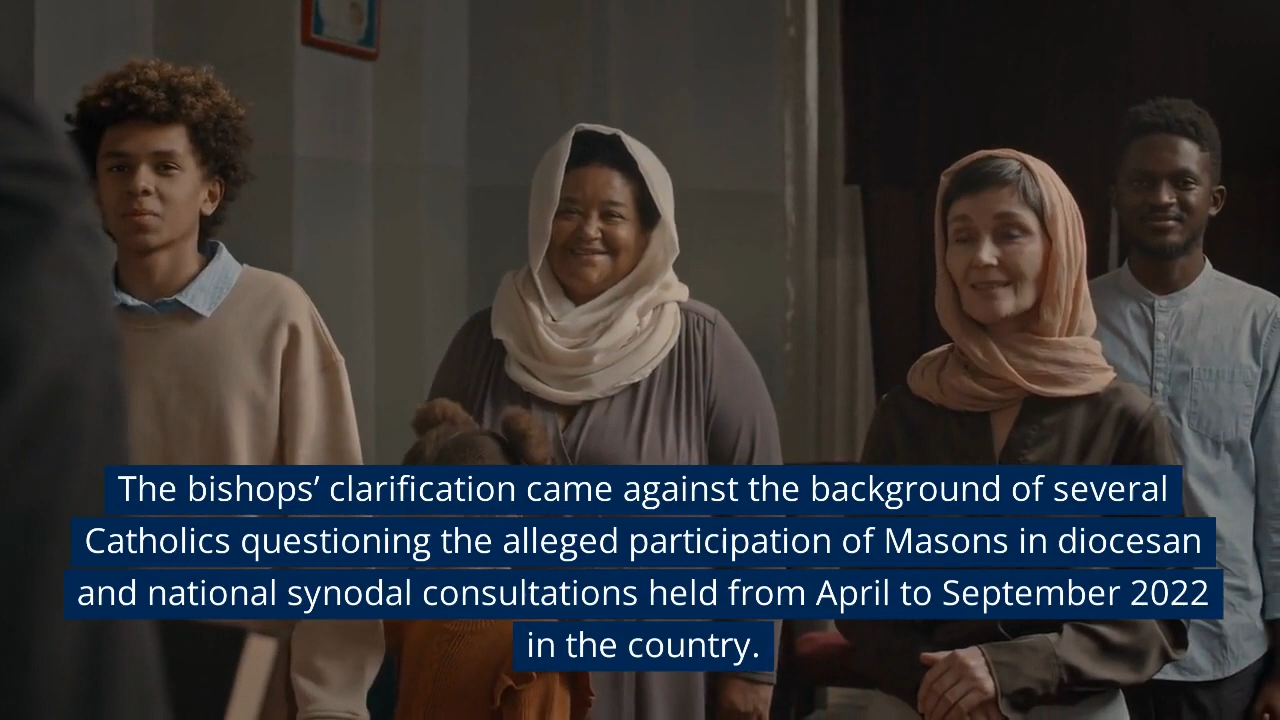 The bishops’ clarification came against the background of several
Catholics questioning the alleged participation of Masons in diocesan
and national synodal consultations held from April to September 2022
in the country.